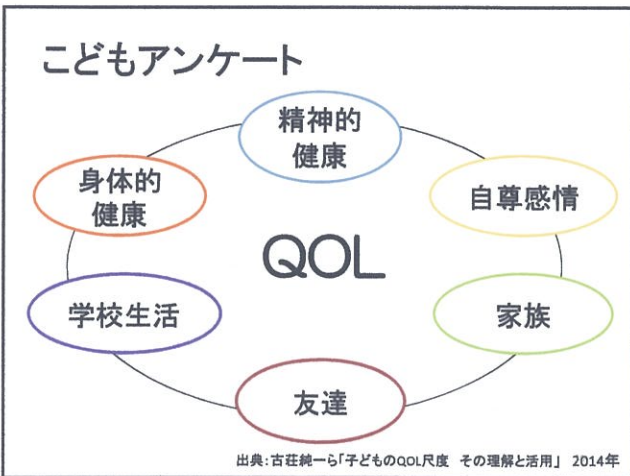 こどもアンケート
精神的
健康
身体的
健康
自尊感情
QOL
学校生活
家族
友達
出典:古荘純一ら「子どものQOL尺度 その理解と活用」 2014年